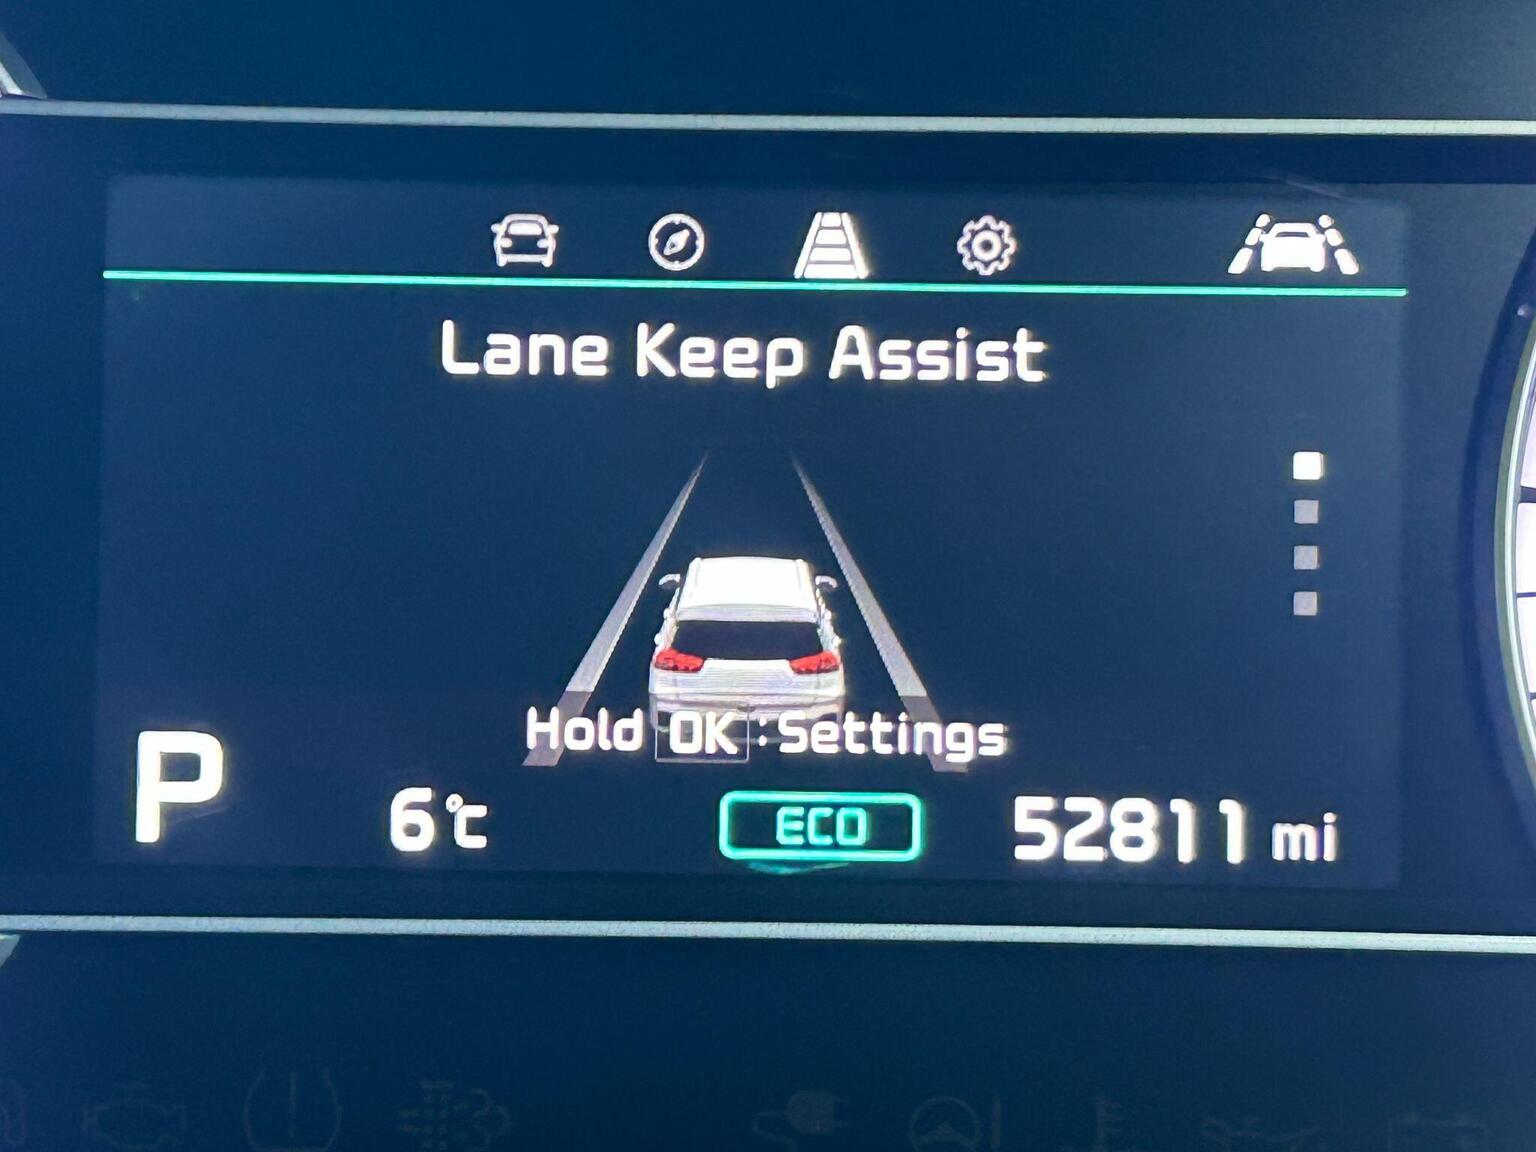 Lane Keep Assist
Hold OK :Settings
P
6°C
ECO
52811 mi